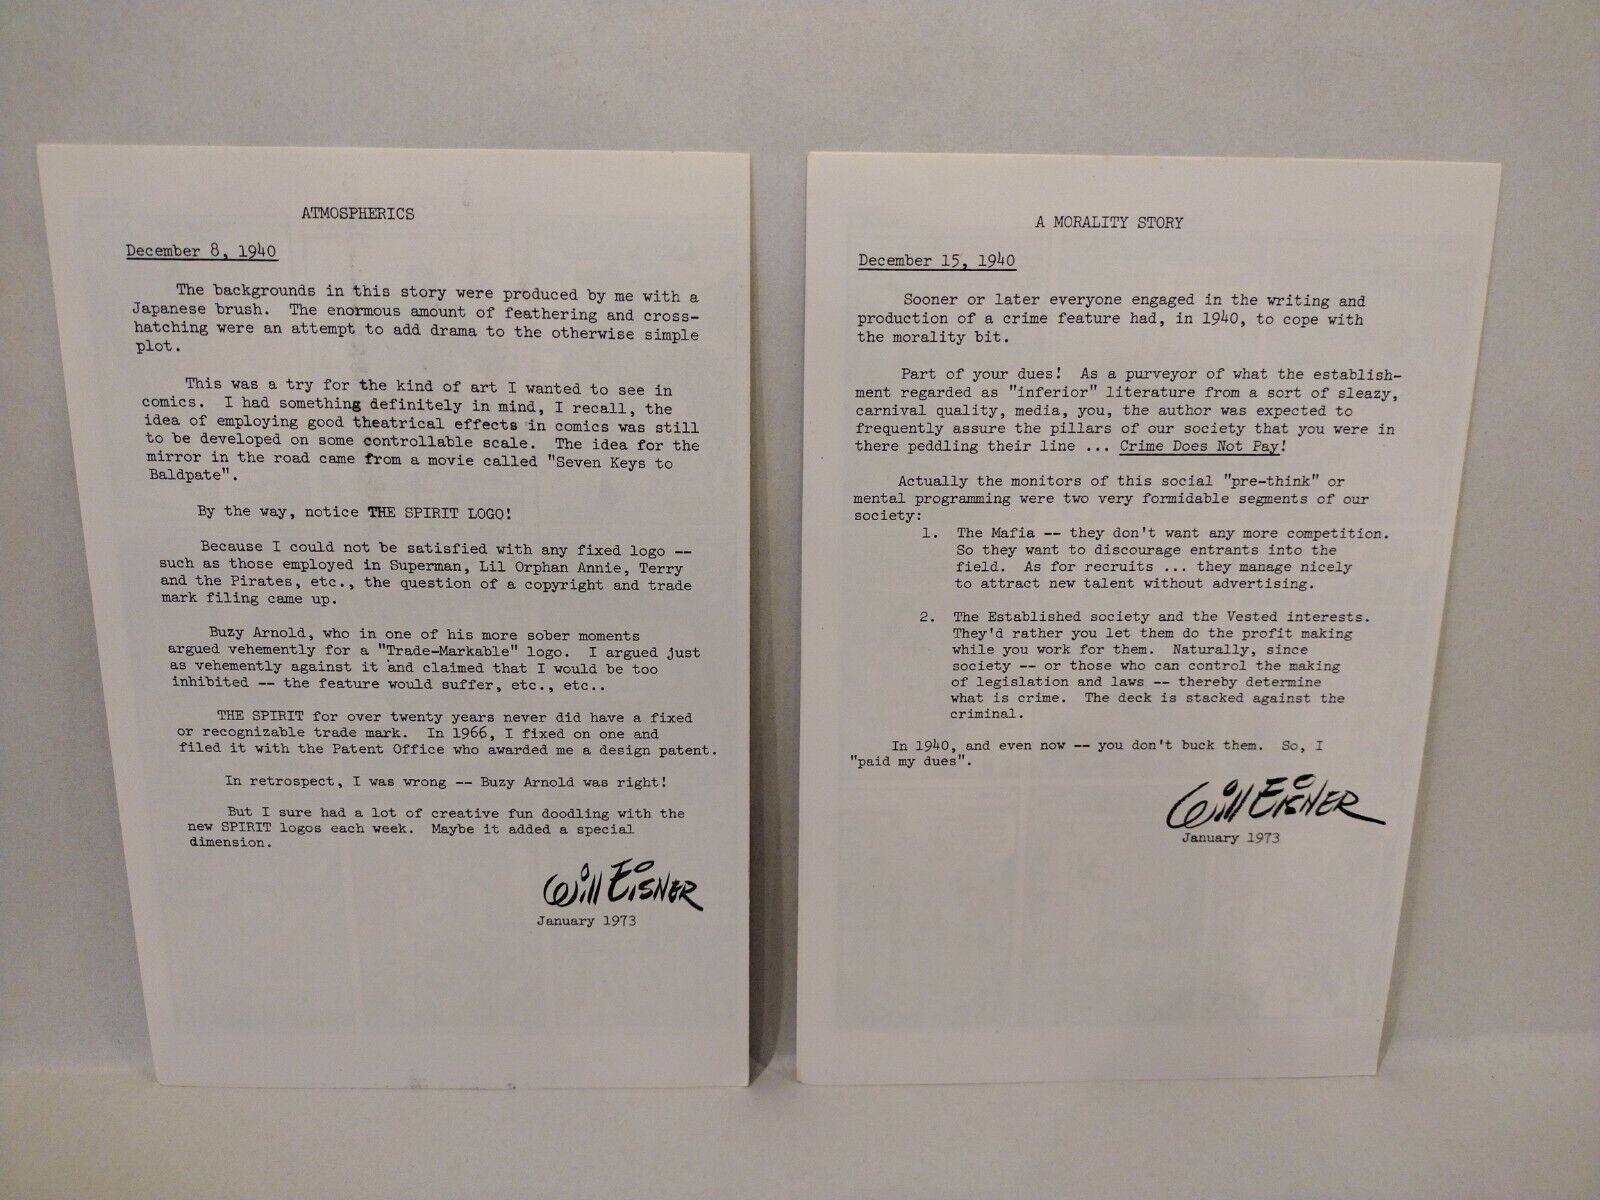 ATMOSPHERICS
December 8, 1940
The backgrounds in this story were produced by me with a
Japanese brush. The enormous amount of feathering and cross-
hatching were an attempt to add drama to the otherwise simple
plot.
This was a try for the kind of art I wanted to see in
comics. I had something definitely in mind, I recall, the
idea of employing good theatrical effects in comics was still
to be developed on some controllable scale. The idea for the
mirror in the road came from a movie called "Seven Keys to
Baldpate".
By the way, notice THE SPIRIT LOGO!
Because I could not be satisfied with any fixed logo --
such as those employed in Superman, Lil Orphan Annie, Terry
and the Pirates, etc., the question of a copyright and trade
mark filing came up.
Buzy Arnold, who in one of his more sober moments
argued vehemently for a "Trade-Markable" logo. I argued just
as vehemently against it and claimed that I would be too
inhibited -- the feature would suffer, etc., etc..
THE SPIRIT for over twenty years never did have a fixed
or recognizable trade mark. In 1966, I fixed on one and
filed it with the Patent Office who awarded me a design patent.
In retrospect, I was wrong -- Buzy Arnold was right!
But I sure had a lot of creative fun doodling with the
new SPIRIT logos each week. Maybe it added a special
dimension.
Will Eisner
January 1973
A MORALITY STORY
December 15, 1940
Sooner or later everyone engaged in the writing and
production of a crime feature had, in 1940, to cope with
the morality bit.
Part of your dues! As a purveyor of what the establish-
ment regarded as "inferior" literature from a sort of sleazy,
carnival quality, media, you, the author was expected to
frequently assure the pillars of our society that you were in
there peddling their line ... Crime Does Not Pay!
Actually the monitors of this social "pre-think" or
mental programming were two very formidable segments of our
society:
1. The Mafia -- they don't want any more competition.
So they want to discourage entrants into the
field. As for recruits ... they manage nicely
to attract new talent without advertising.
2. The Established society and the Vested interests.
They'd rather you let them do the profit making
while you work for them. Naturally, since
society -- or those who can control the making
of legislation and laws -- thereby determine
what is crime. The deck is stacked against the
criminal.
In 1940, and even now -- you don't buck them. So, I
"paid my dues".
Will Eisner
January 1973